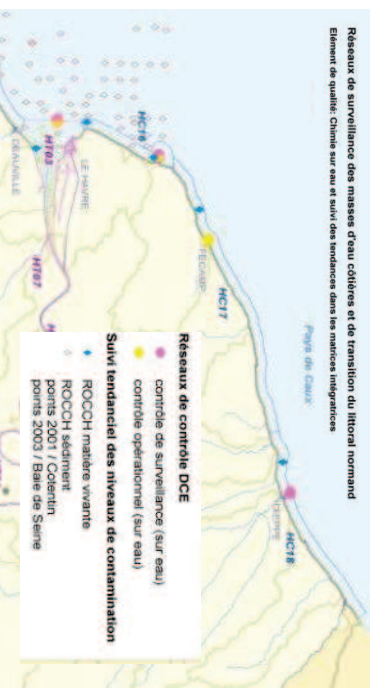 Réseaux de surveillance des masses d'eau côtières et de transition du littoral normand
Elément de qualité: Chimie sur eau et suivi des tendances dans les matrices intégratrices
Pays de Caux
DIEPPE
HC18
HC17
FECAMP
HC16
LE HAVRE
HT03
DEAUVILLE
HT07
Réseaux de contrôle DCE
contrôle de surveillance (sur eau)
contrôle opérationnel (sur eau)
Suivi tendanciel des niveaux de contamination
ROCCH matière vivante
ROCCH sédiment
points 2001 / Cotentin
points 2003 / Baie de Seine